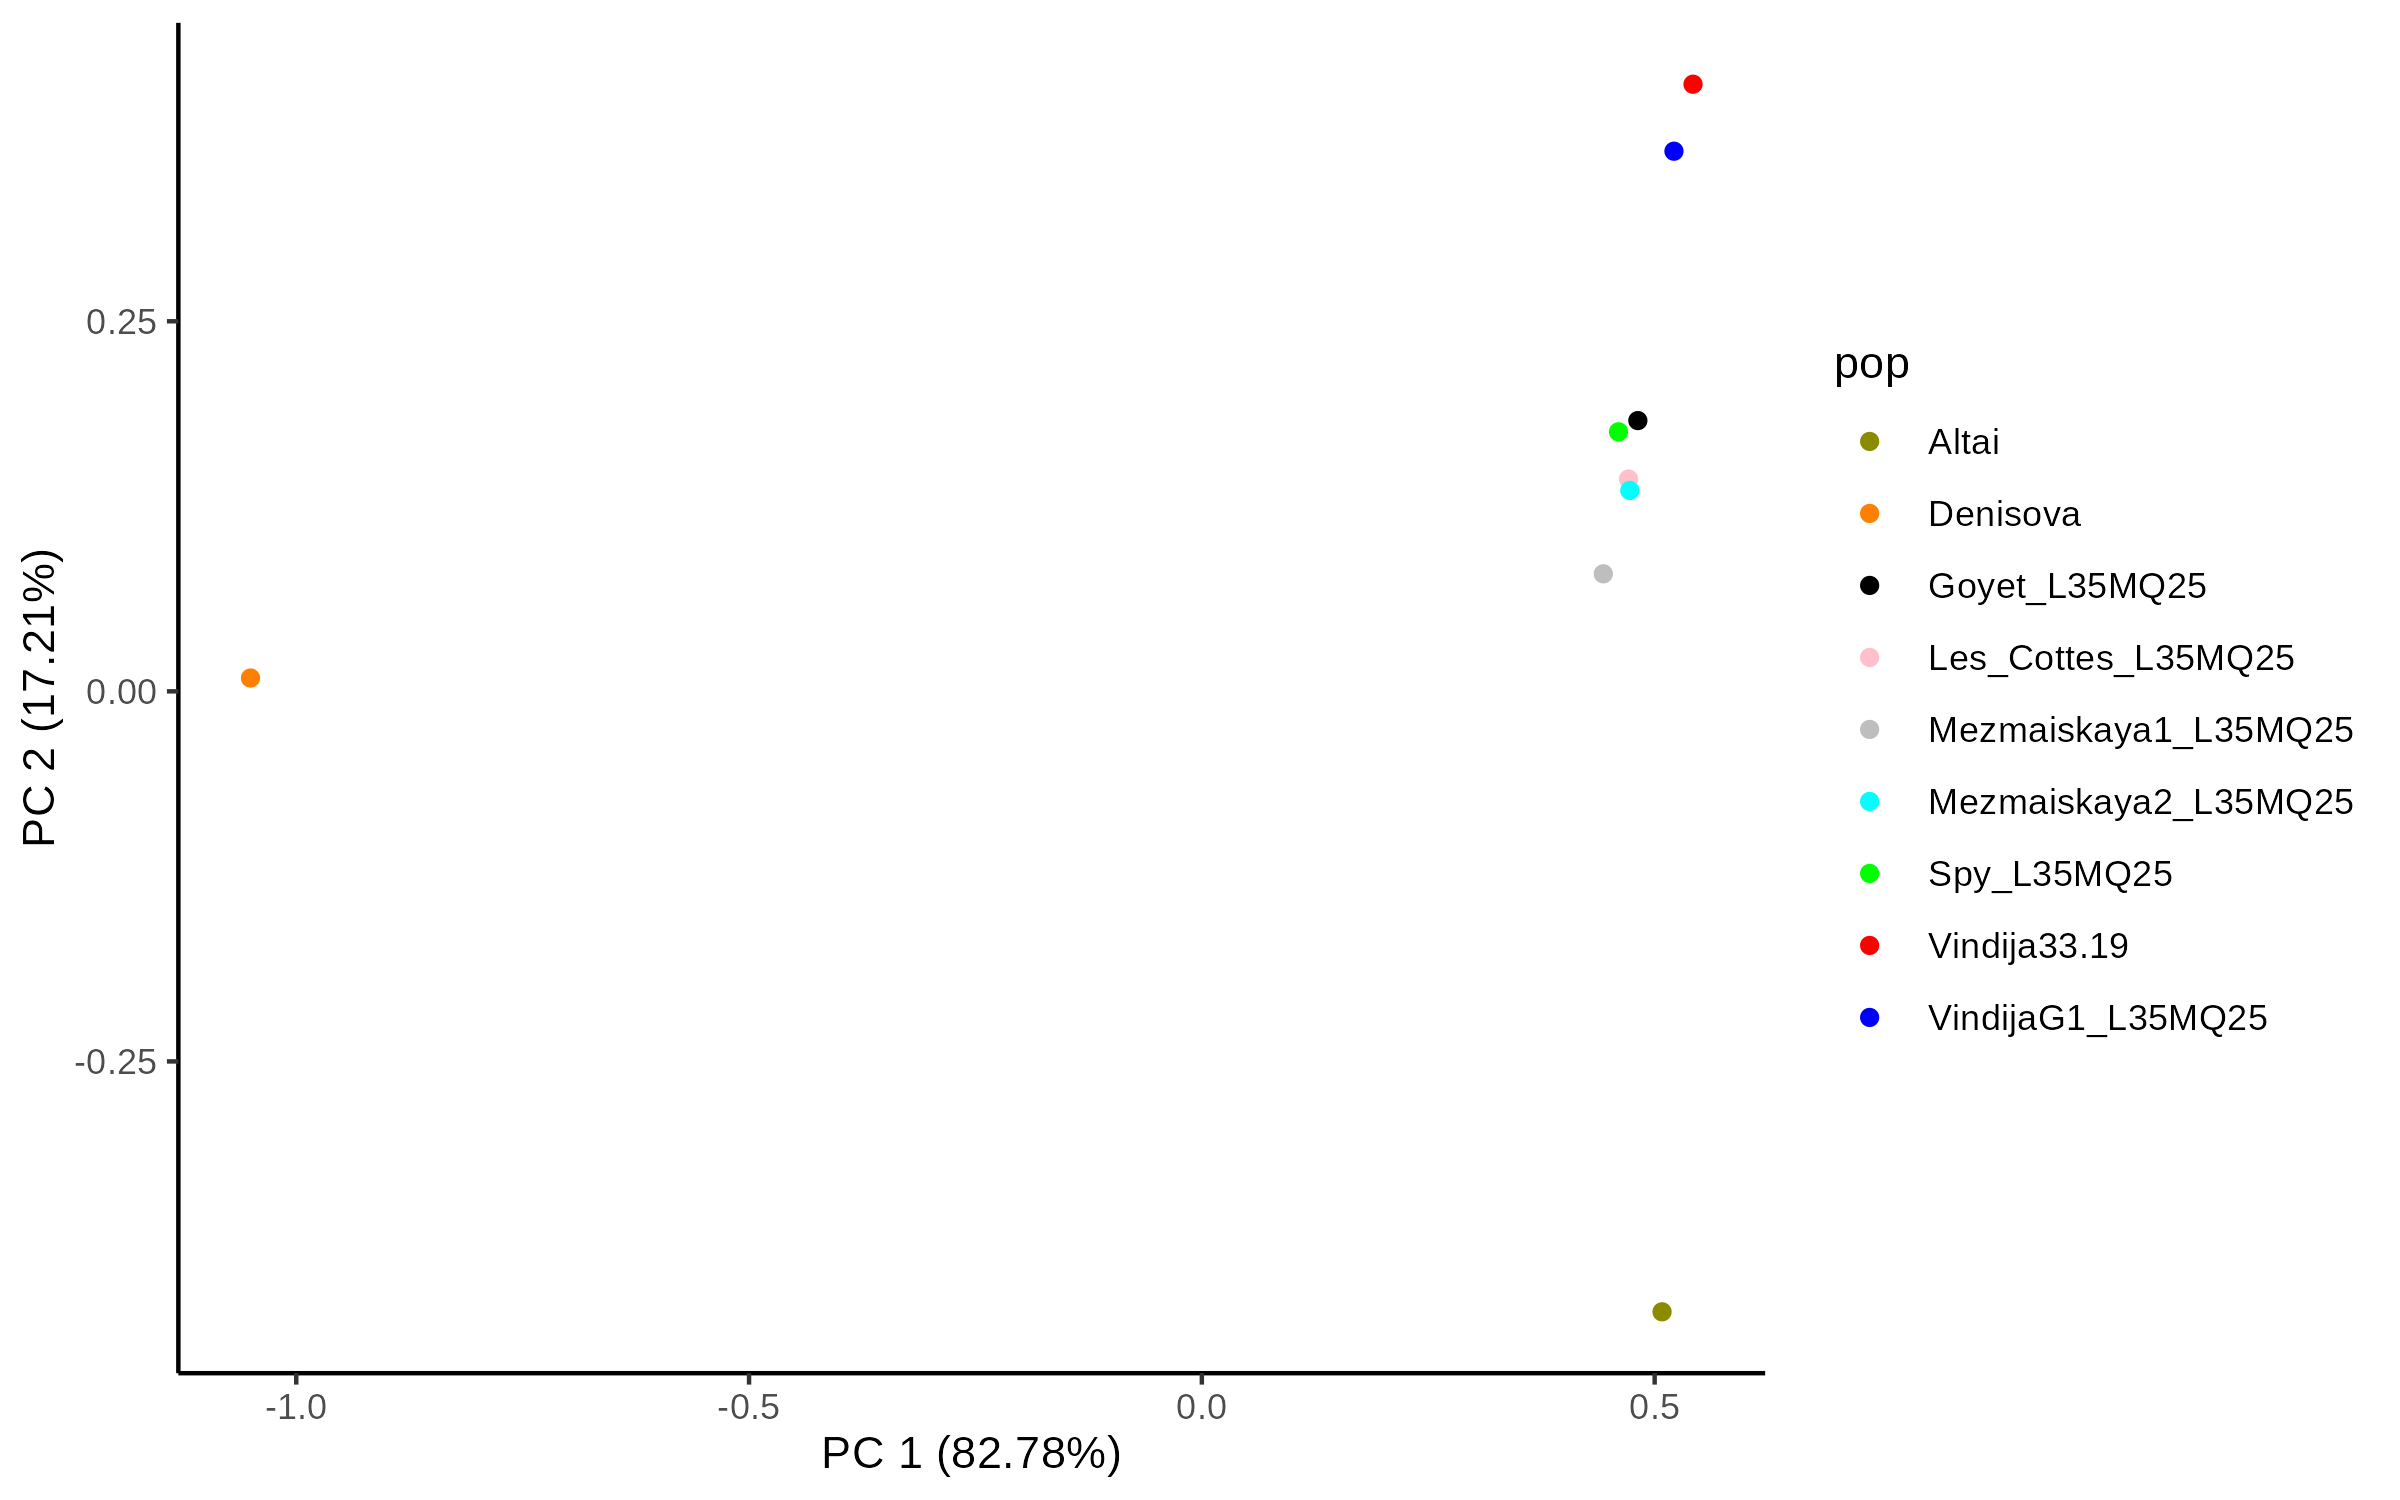 0.25
0.00
-0.25
PC 2 (17.21%)
-1.0
-0.5
0.0
0.5
PC 1 (82.78%)
pop
Altai
Denisova
Goyet_L35MQ25
Les_Cottes_L35MQ25
Mezmaiskaya1_L35MQ25
Mezmaiskaya2_L35MQ25
Spy_L35MQ25
Vindija33.19
VindijaG1_L35MQ25